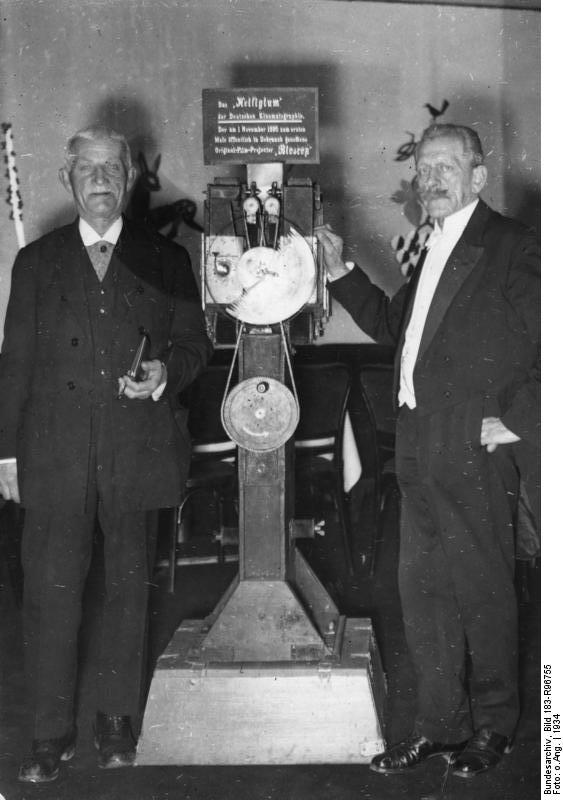 Das „Heiligtum"
der Deutschen Kinematographie.
Der am 1 November 1895 zum ersten
Male öffentlich in Gebrauch genommene
Original-Film-Projector „Bioscop"
Bundesarchiv, Bild 183-R96755
Foto: o.Ang. | 1934